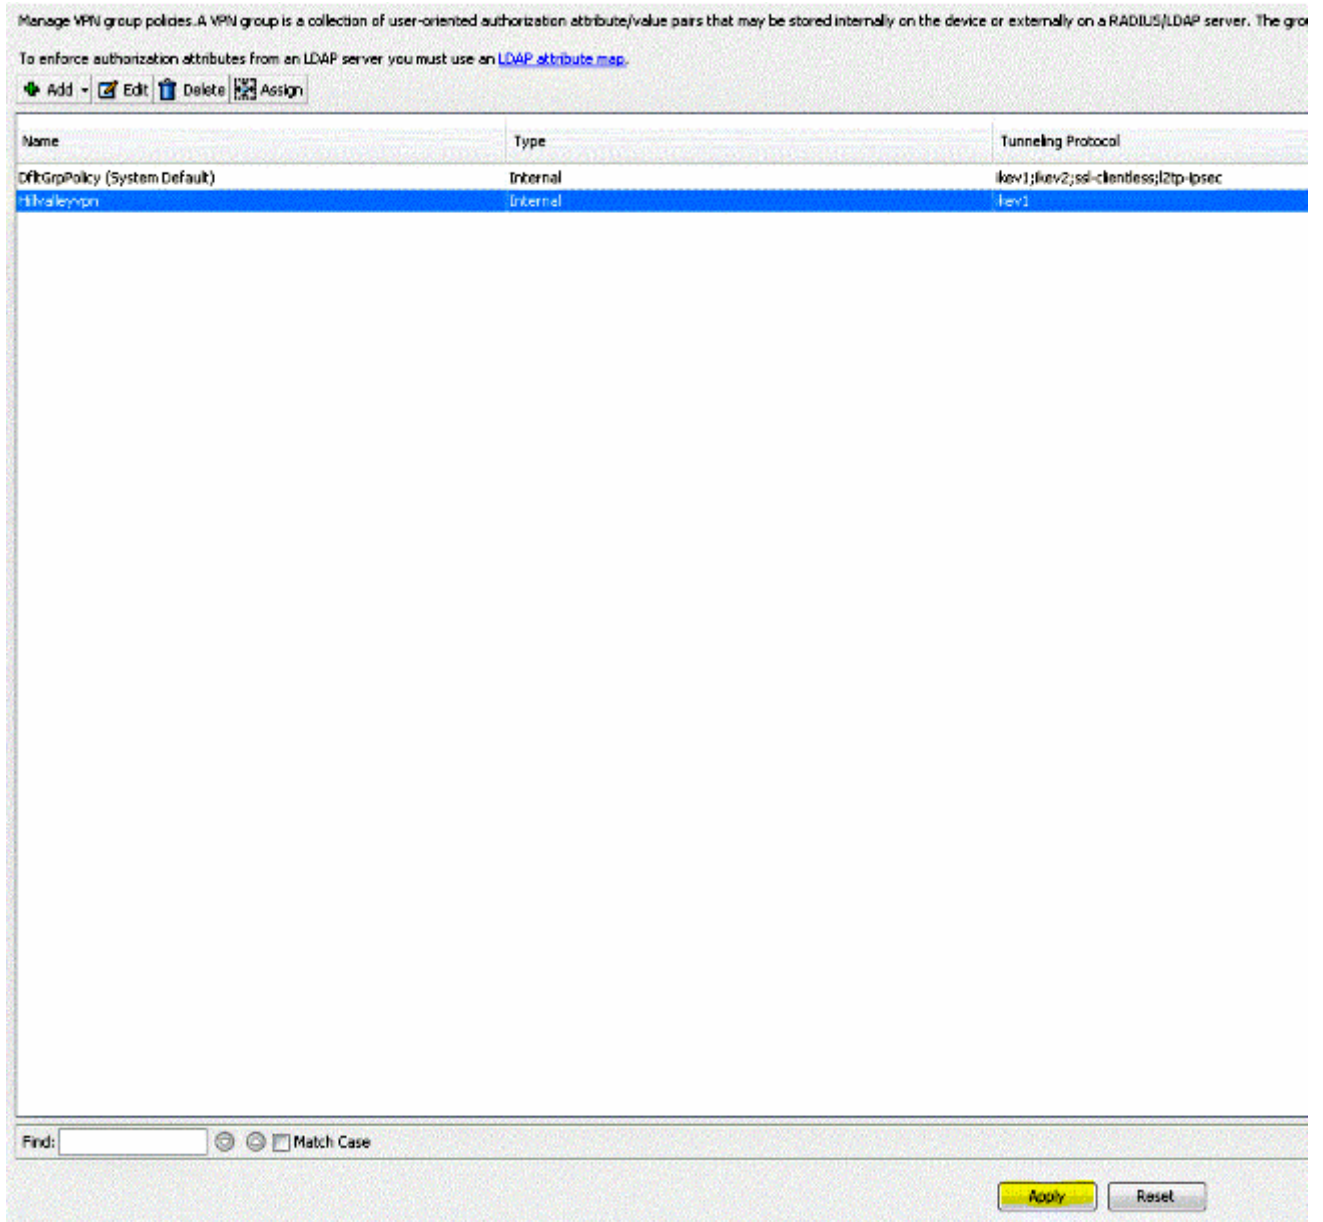 Manage VPN group policies. A VPN group is a collection of user-oriented authorization attribute/value pairs that may be stored internally on the device or externally on a RADIUS/LDAP server. The grou
To enforce authorization attributes from an LDAP server you must use an LDAP attribute map.
Add Edit Delete Assign
Name Type Tunneling Protocol
DfltGrpPolicy (System Default) Internal ikev1;ikev2;ssl-clientless;l2tp-ipsec
Hillvalleyvpn Internal ikev1
Find: Match Case
Apply Reset